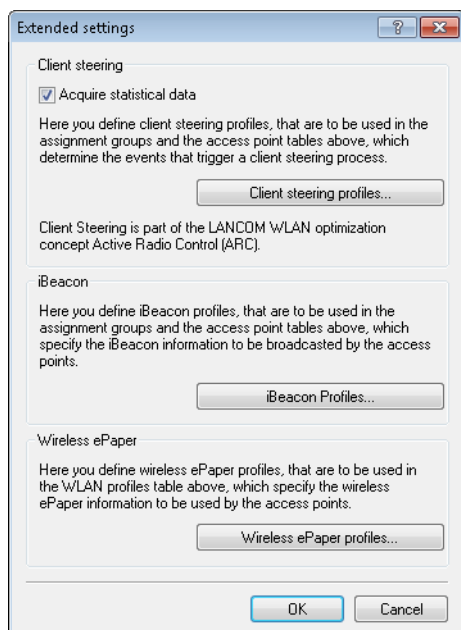 Extended settings
?
Client steering
Acquire statistical data
Here you define client steering profiles, that are to be used in the
assignment groups and the access point tables above, which
determine the events that trigger a client steering process.
Client steering profiles...
Client Steering is part of the LANCOM WLAN optimization
concept Active Radio Control (ARC).
iBeacon
Here you define iBeacon profiles, that are to be used in the
assignment groups and the access point tables above, which
specify the iBeacon information to be broadcasted by the access
points.
iBeacon Profiles...
Wireless ePaper
Here you define wireless ePaper profiles, that are to be used in
the WLAN profiles table above, which specify the wireless
ePaper information to be used by the access points.
Wireless ePaper profiles...
OK Cancel